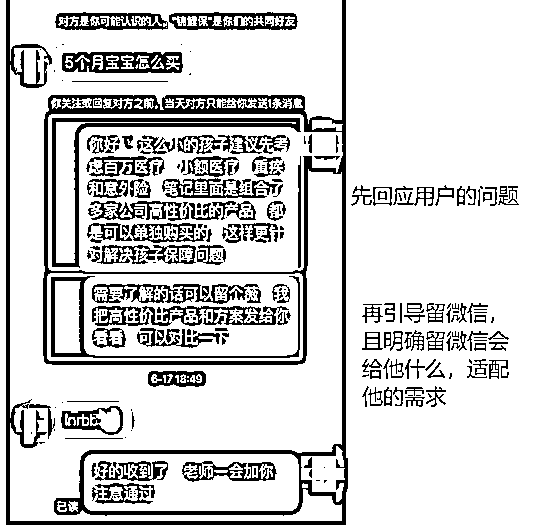 对方是你可能认识的人，"锦鲤保"是你们的共同好友
5个月宝宝怎么买
你关注或回复对方之前，当天对方只能给你发送1条消息
你好 这么小的孩子建议先考
虑百万医疗 小额医疗 重疾
和意外险 笔记里面是组合了
多家公司高性价比的产品 都
是可以单独购买的 这样更针
对解决孩子保障问题
先回应用户的问题
需要了解的话可以留个薇 我
把高性价比产品和方案发给你
看看 可以对比一下
再引导留微信，
且明确留微信会
给他什么，适配
他的需求
6-17 18:49
好的收到了 老师一会加你
注意通过
已读